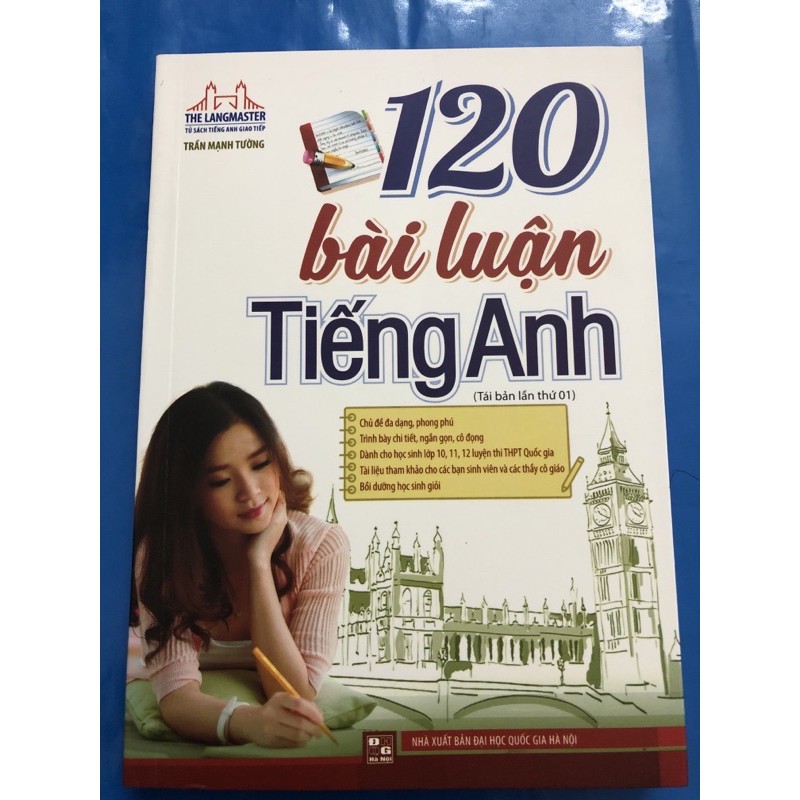 THE LANGMASTER
TỦ SÁCH TIẾNG ANH GIAO TIẾP
TRẦN MẠNH TƯỜNG
120
bài luận
Tiếng Anh
(Tái bản lần thứ 01)
Chủ đề đa dạng, phong phú
Trình bày chi tiết, ngắn gọn, cô đọng
Dành cho học sinh lớp 10, 11, 12 luyện thi THPT Quốc gia
Tài liệu tham khảo cho các bạn sinh viên và các thầy cô giáo
Bồi dưỡng học sinh giỏi
Hà Nội
NHÀ XUẤT BẢN ĐẠI HỌC QUỐC GIA HÀ NỘI